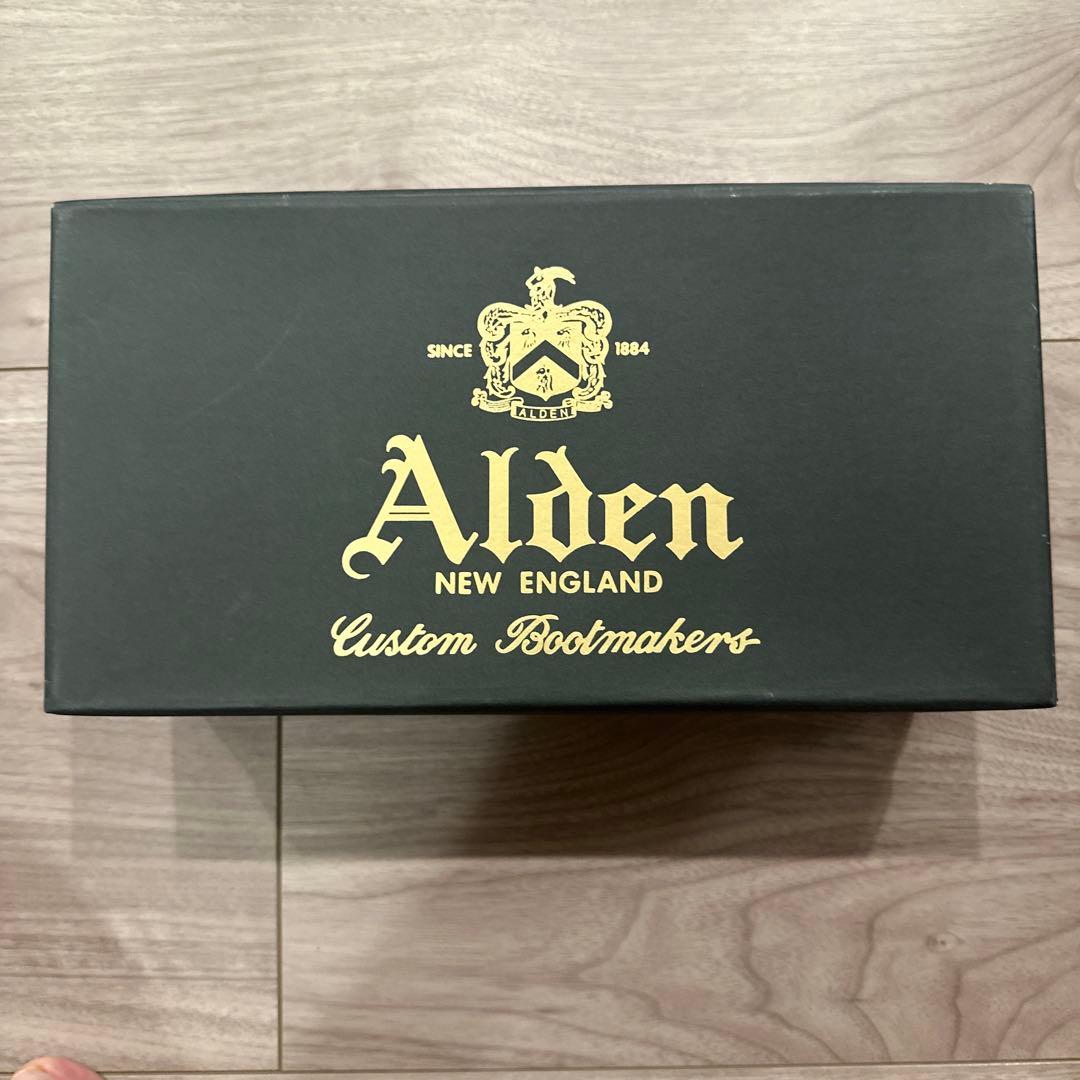 SINCE 1884
ALDEN
Alden
NEW ENGLAND
Custom Bootmakers